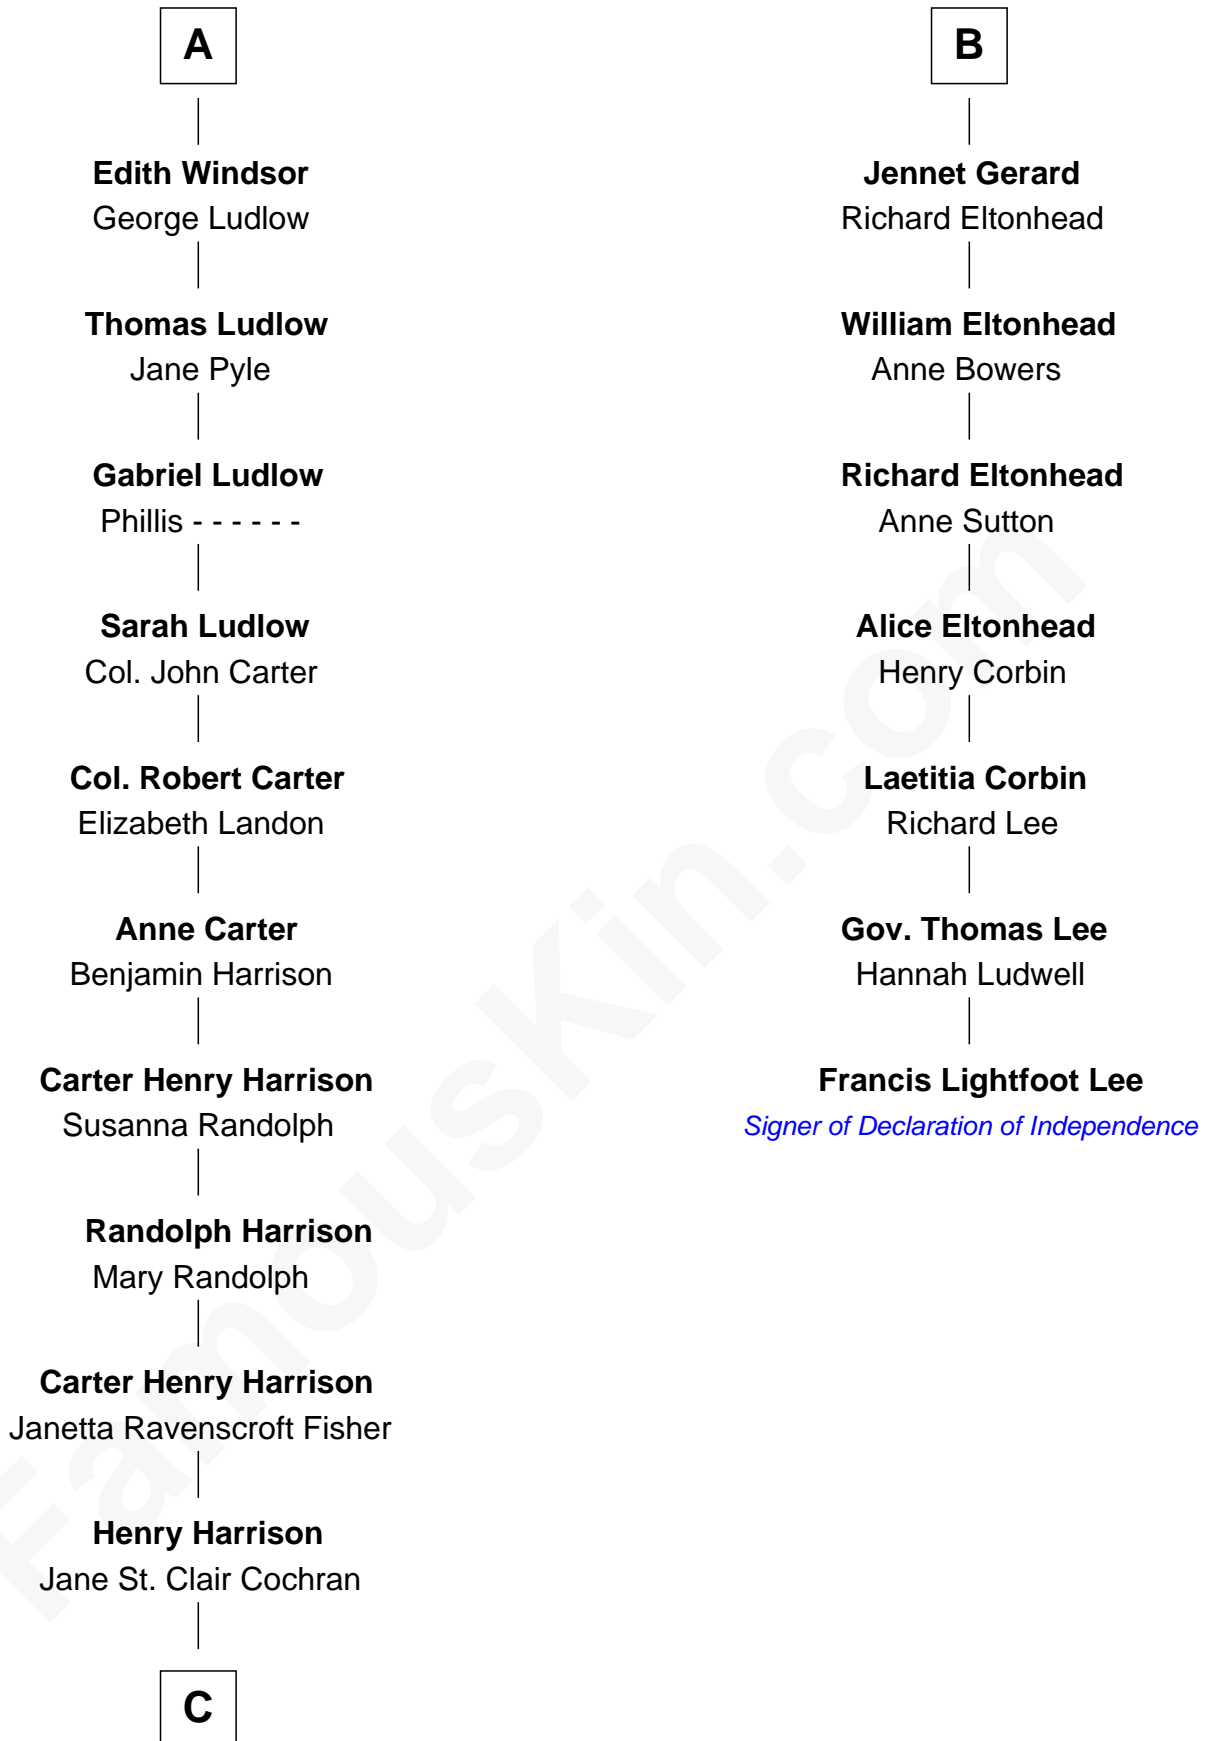 A
Edith Windsor
George Ludlow
Thomas Ludlow
Jane Pyle
Gabriel Ludlow
Phillis - - - - - -
Sarah Ludlow
Col. John Carter
Col. Robert Carter
Elizabeth Landon
Anne Carter
Benjamin Harrison
Carter Henry Harrison
Susanna Randolph
Randolph Harrison
Mary Randolph
Carter Henry Harrison
Janetta Ravenscroft Fisher
Henry Harrison
Jane St. Clair Cochran
C
B
Jennet Gerard
Richard Eltonhead
William Eltonhead
Anne Bowers
Richard Eltonhead
Anne Sutton
Alice Eltonhead
Henry Corbin
Laetitia Corbin
Richard Lee
Gov. Thomas Lee
Hannah Ludwell
Francis Lightfoot Lee
Signer of Declaration of Independence
FamousKin.com